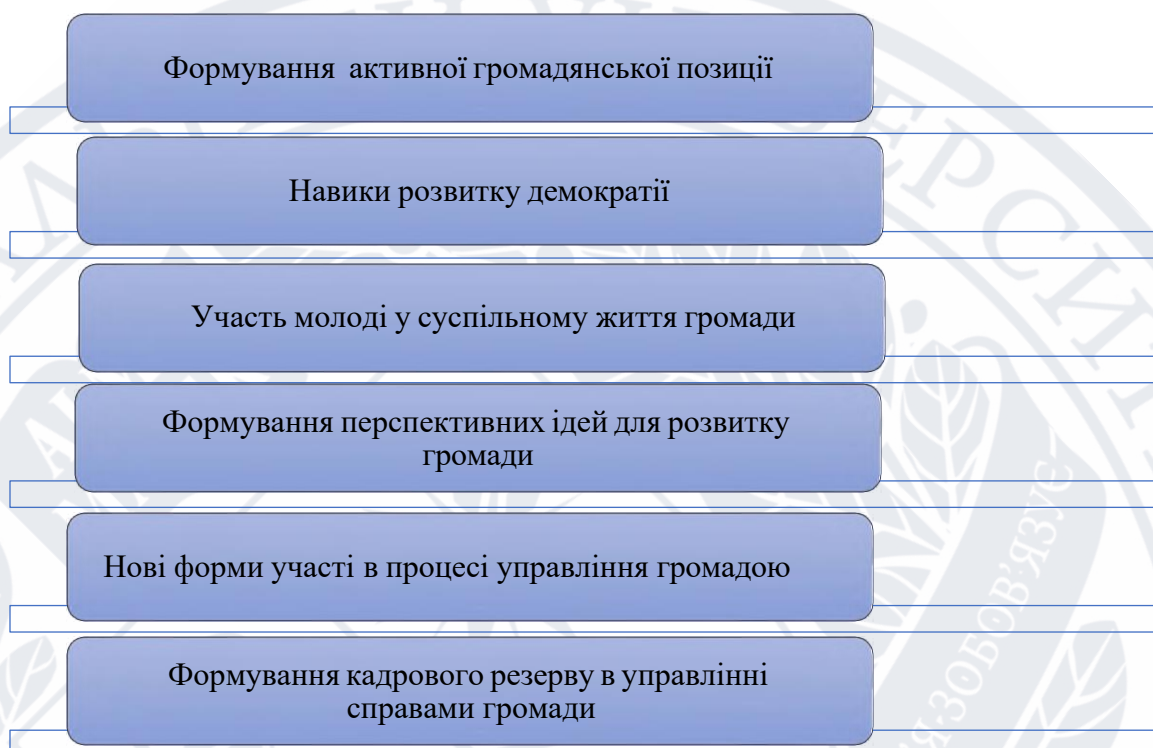 Формування активної громадянської позиції
Навики розвитку демократії
Участь молоді у суспільному життя громади
Формування перспективних ідей для розвитку
громади
Нові форми участі в процесі управління громадою
Формування кадрового резерву в управлінні
справами громади